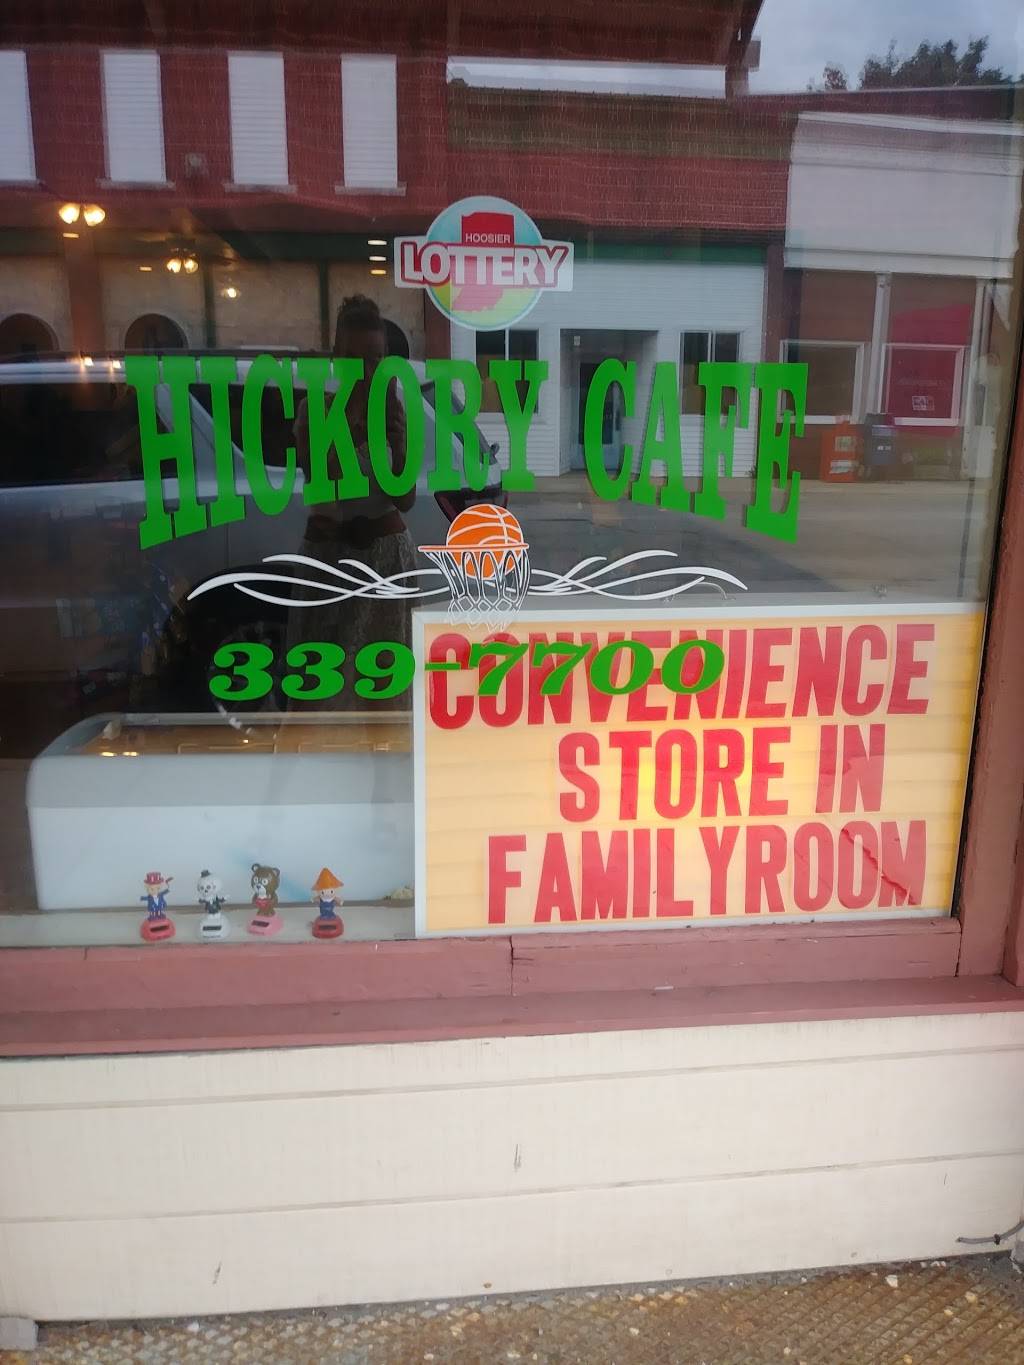 HOOSIER
LOTTERY
HICKORY CAFE
339-7700
CONVENIENCE
STORE IN
FAMILYROOM